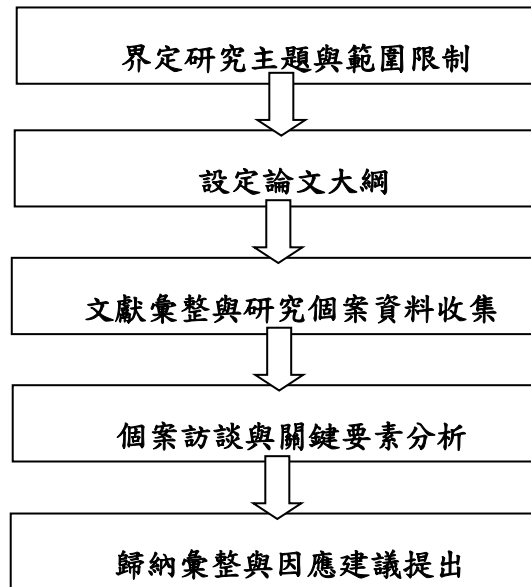 界定研究主題與範圍限制
設定論文大綱
文獻彙整與研究個案資料收集
個案訪談與關鍵要素分析
歸納彙整與因應建議提出